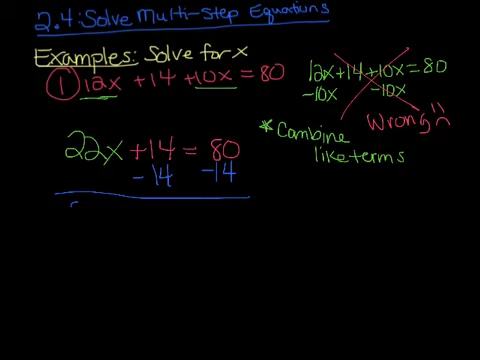 2.4: Solve Multi-Step Equations
Examples: Solve for x
① 12x + 14 + 10x = 80
22x + 14 = 80
- 14 - 14
12x + 14 + 10x = 80
-10x -10x
Wrong
* Combine
like terms